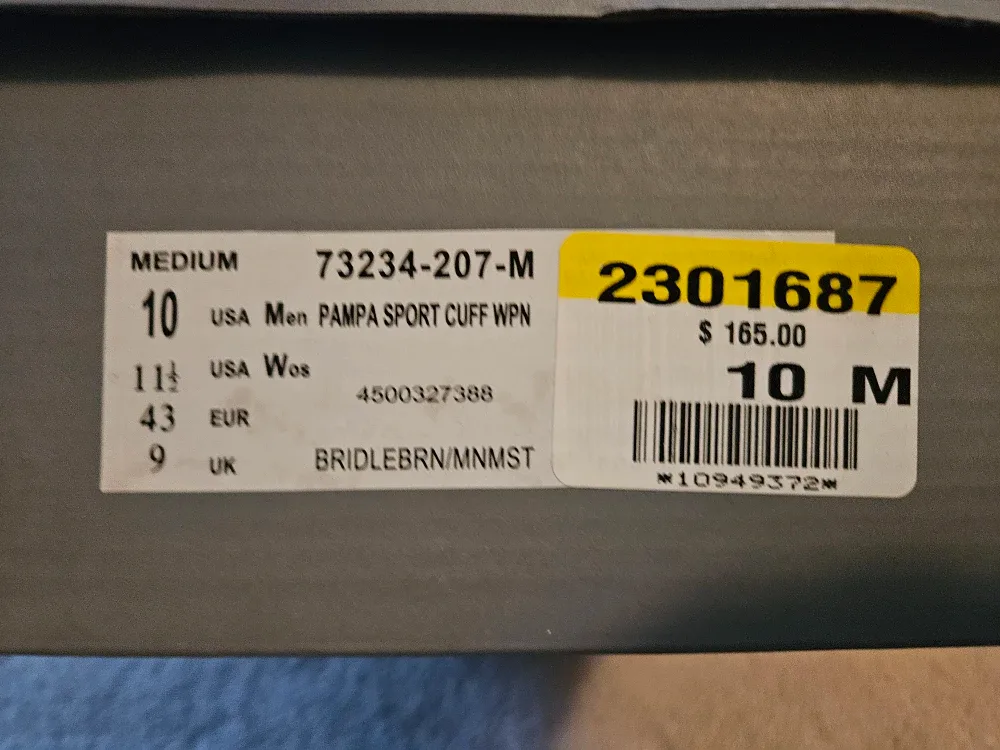 MEDIUM 73234-207-M
10 USA Men PAMPA SPORT CUFF WPN
11½ USA Wos
4500327388
43 EUR
9 UK BRIDLEBRN/MNMST
2301687
$ 165.00
10 M
*10949372*